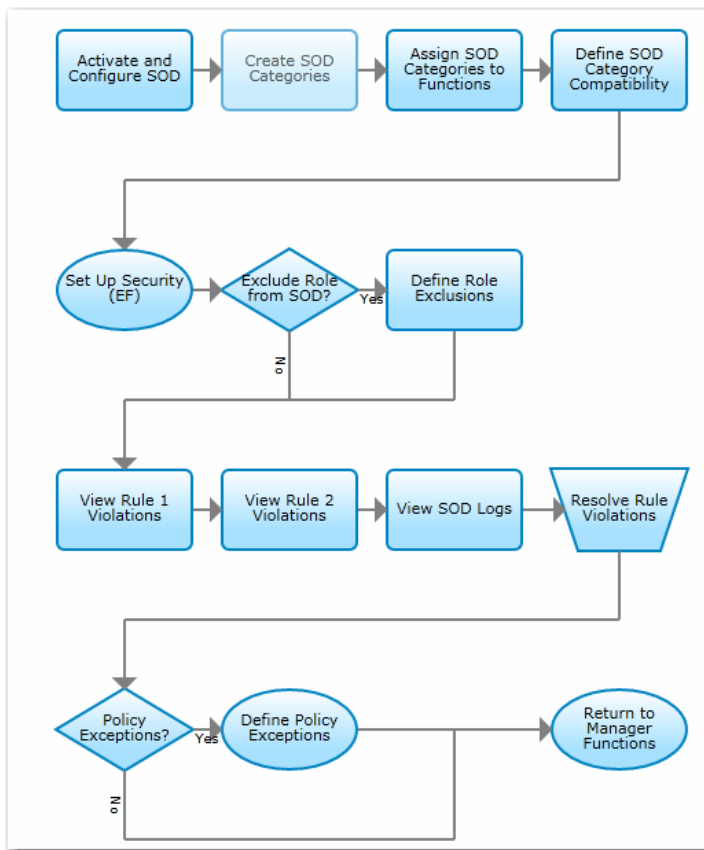 Activate and
Configure SOD
Create SOD
Categories
Assign SOD
Categories to
Functions
Define SOD
Category
Compatibility
Set Up Security
(EF)
Exclude Role
from SOD?
Yes
Define Role
Exclusions
No
View Rule 1
Violations
View Rule 2
Violations
View SOD Logs
Resolve Rule
Violations
Policy
Exceptions?
Yes
Define Policy
Exceptions
Return to
Manager
Functions
No